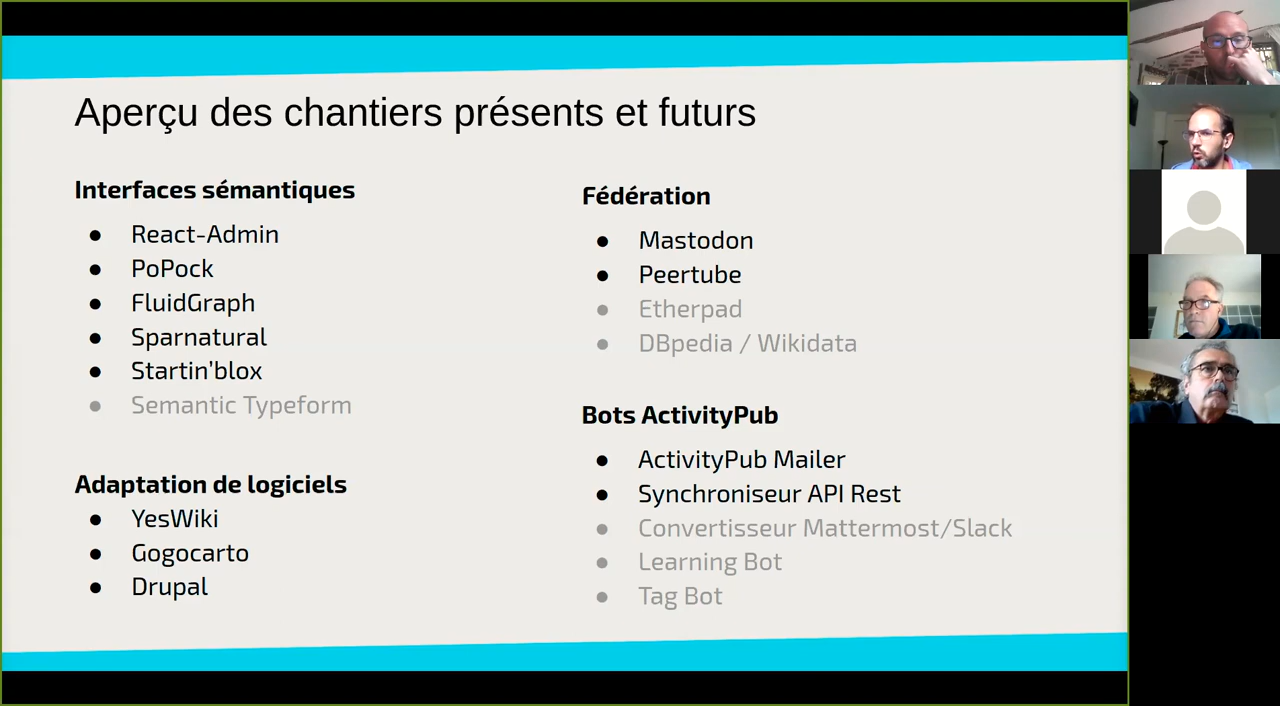 Aperçu des chantiers présents et futurs
Interfaces sémantiques
● React-Admin
● PoPock
● FluidGraph
● Sparnatural
● Startin'blox
● Semantic Typeform
Adaptation de logiciels
● YesWiki
● Gogocarto
● Drupal
Fédération
● Mastodon
● Peertube
● Etherpad
● DBpedia / Wikidata
Bots ActivityPub
● ActivityPub Mailer
● Synchroniseur API Rest
● Convertisseur Mattermost/Slack
● Learning Bot
● Tag Bot